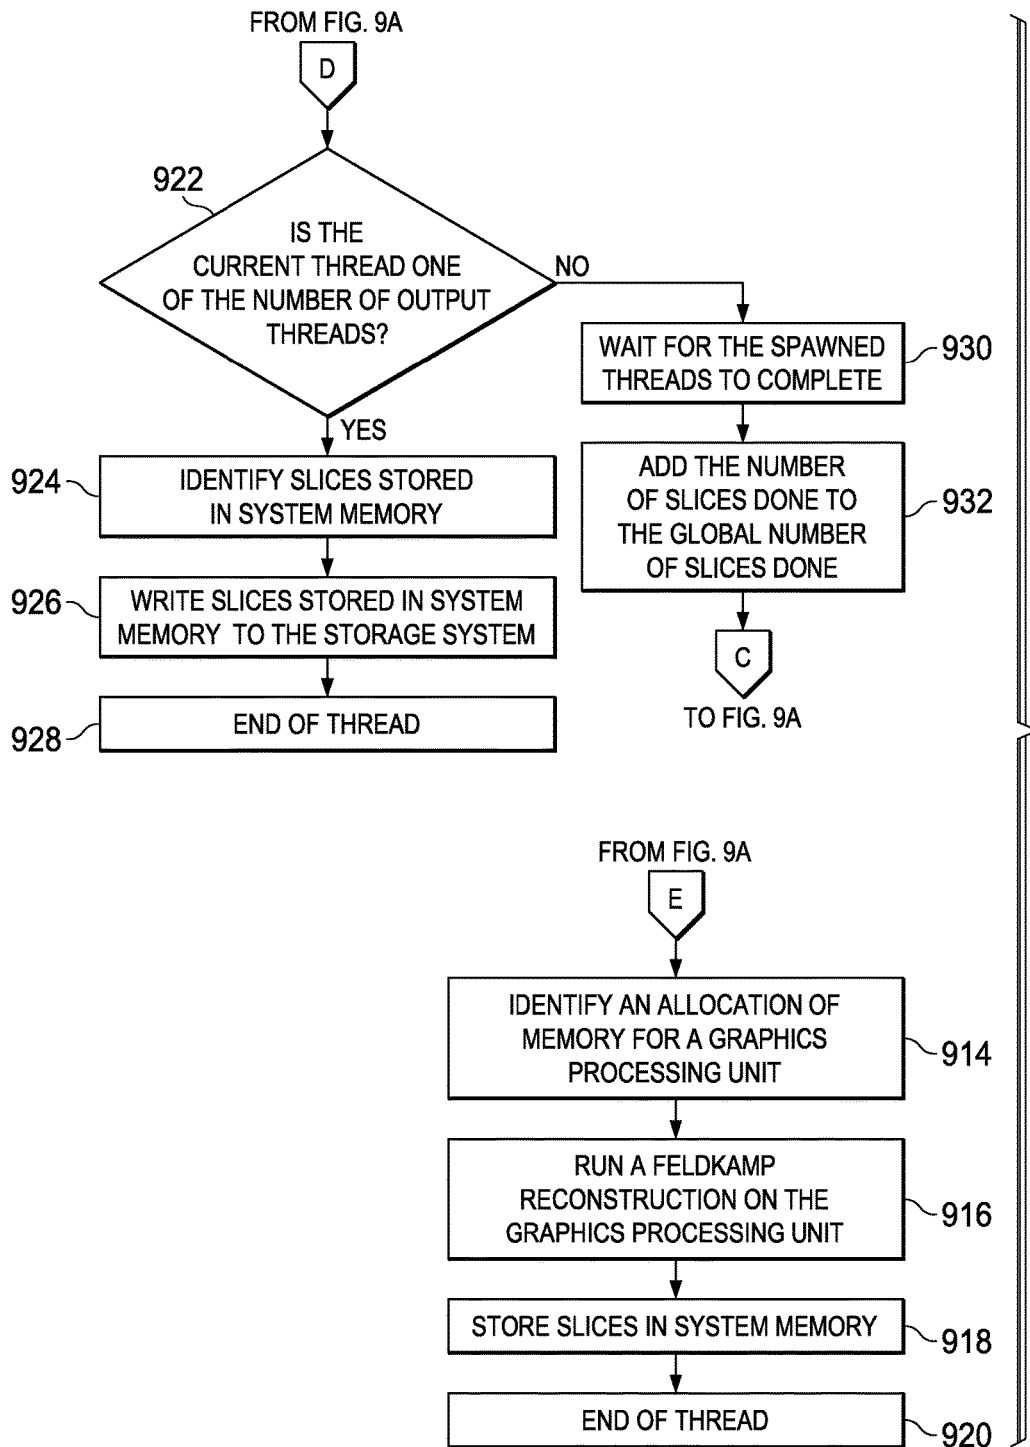 FROM FIG. 9A
D
922
IS THE
CURRENT THREAD ONE
OF THE NUMBER OF OUTPUT
THREADS?
NO
YES
WAIT FOR THE SPAWNED
THREADS TO COMPLETE
930
924
IDENTIFY SLICES STORED
IN SYSTEM MEMORY
ADD THE NUMBER
OF SLICES DONE TO
THE GLOBAL NUMBER
OF SLICES DONE
932
926
WRITE SLICES STORED IN SYSTEM
MEMORY TO THE STORAGE SYSTEM
C
TO FIG. 9A
928
END OF THREAD
FROM FIG. 9A
E
IDENTIFY AN ALLOCATION OF
MEMORY FOR A GRAPHICS
PROCESSING UNIT
914
RUN A FELDKAMP
RECONSTRUCTION ON THE
GRAPHICS PROCESSING UNIT
916
STORE SLICES IN SYSTEM MEMORY
918
END OF THREAD
920